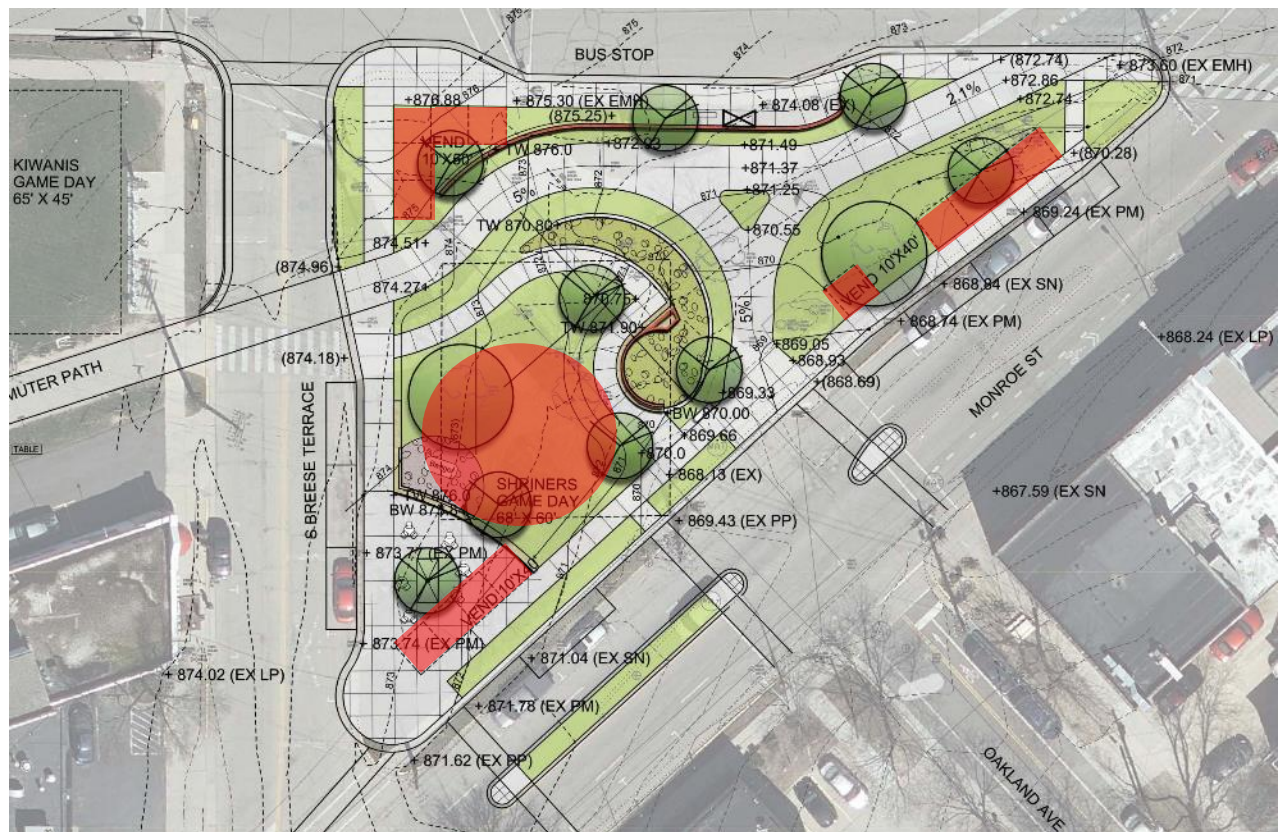 BUS STOP
KIWANIS
GAME DAY
65' X 45'
+876.88
+ 875.30 (EX EMH)
(875.25)+
+ 874.08 (EX)
+ (872.74)
+872.86
+872.74
+ 873.60 (EX EMH)
2.1%
VEND
10'X60'
TW 876.0
5%
+872.93
+871.49
+871.37
+871.25
+870.55
+(870.28)
+ 869.24 (EX PM)
TW 870.80+
874.51+
(874.96)+
874.27+
870.75+
TW 871.90+
5%
VEND 10'X40'
+ 868.94 (EX SN)
+ 868.74 (EX PM)
+ 868.24 (EX LP)
+869.05
+868.93
+(868.69)
(874.18)+
MUTER PATH
MONROE ST
S BREESE TERRACE
TABLE
+869.33
BW 870.00
+869.66
+870.0
+ 868.13 (EX)
SHRINERS
GAME DAY
68' X 60'
TW 876.0
+867.59 (EX SN
+ 869.43 (EX PP)
+ 873.77 (EX PM)
VEND 10'X40'
+ 873.74 (EX PM)
+ 874.02 (EX LP)
+871.04 (EX SN)
+ 871.78 (EX PM)
+ 871.62 (EX PP)
OAKLAND AVE